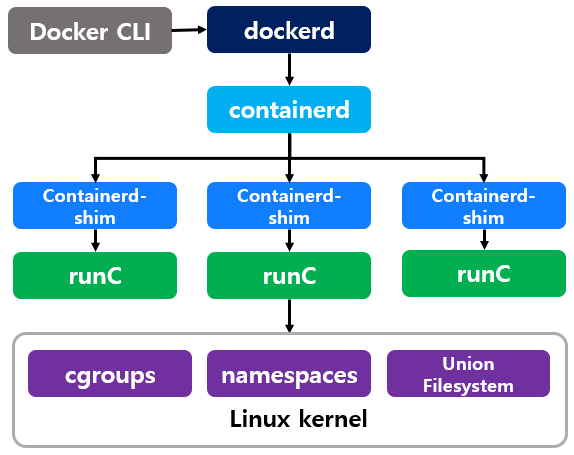 Docker CLI
dockerd
containerd
Containerd-
shim
Containerd-
shim
Containerd-
shim
runC
runC
runC
cgroups
namespaces
Union
Filesystem
Linux kernel